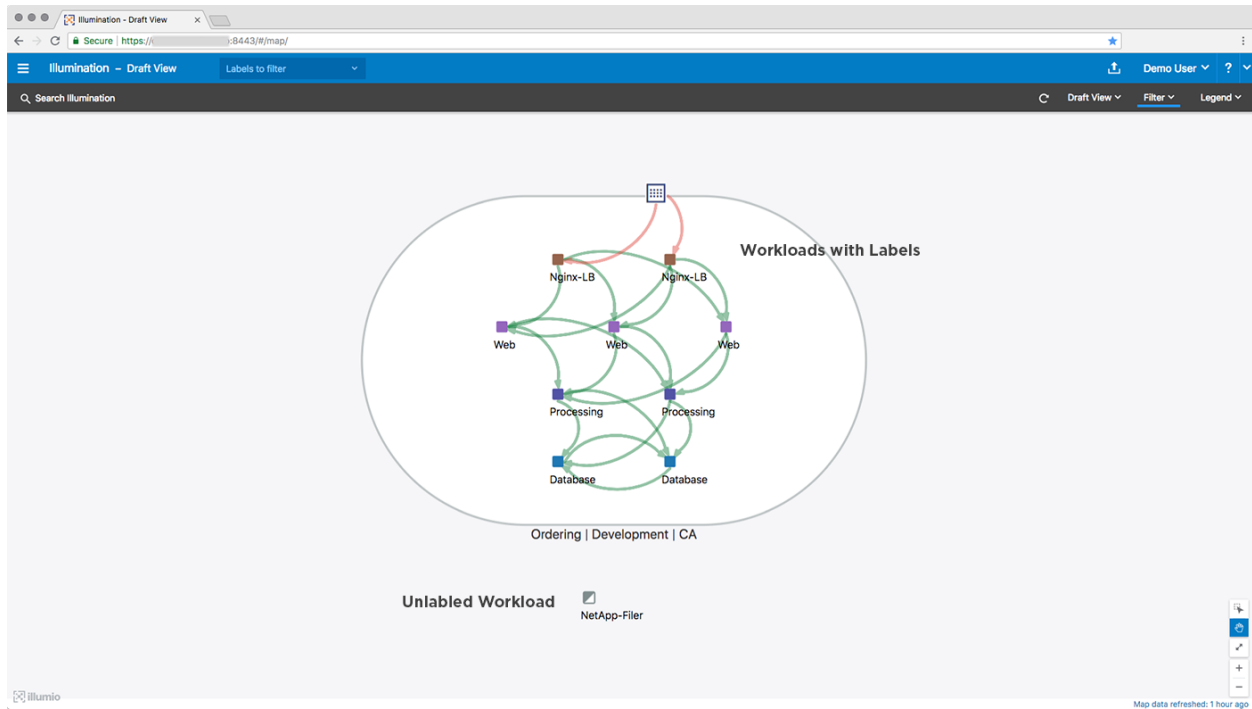 Illumination - Draft View
Secure https:// :8443/#/map/
Illumination – Draft View Labels to filter Demo User ?
Search Illumination Draft View Filter Legend
Workloads with Labels
Nginx-LB Nginx-LB
Web Web Web
Processing Processing
Database Database
Ordering | Development | CA
Unlabled Workload
NetApp-Filer
illumio
Map data refreshed: 1 hour ago